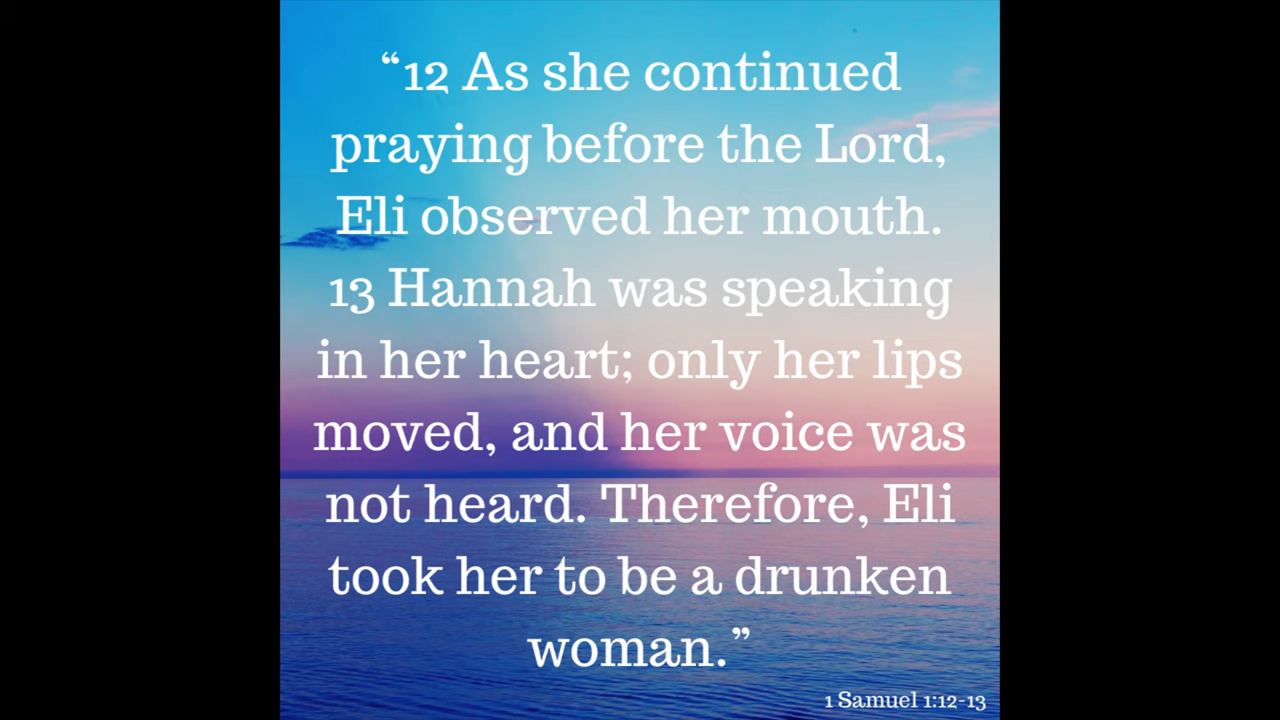 “12 As she continued
praying before the Lord,
Eli observed her mouth.
13 Hannah was speaking
in her heart; only her lips
moved, and her voice was
not heard. Therefore, Eli
took her to be a drunken
woman.”
1 Samuel 1:12-13